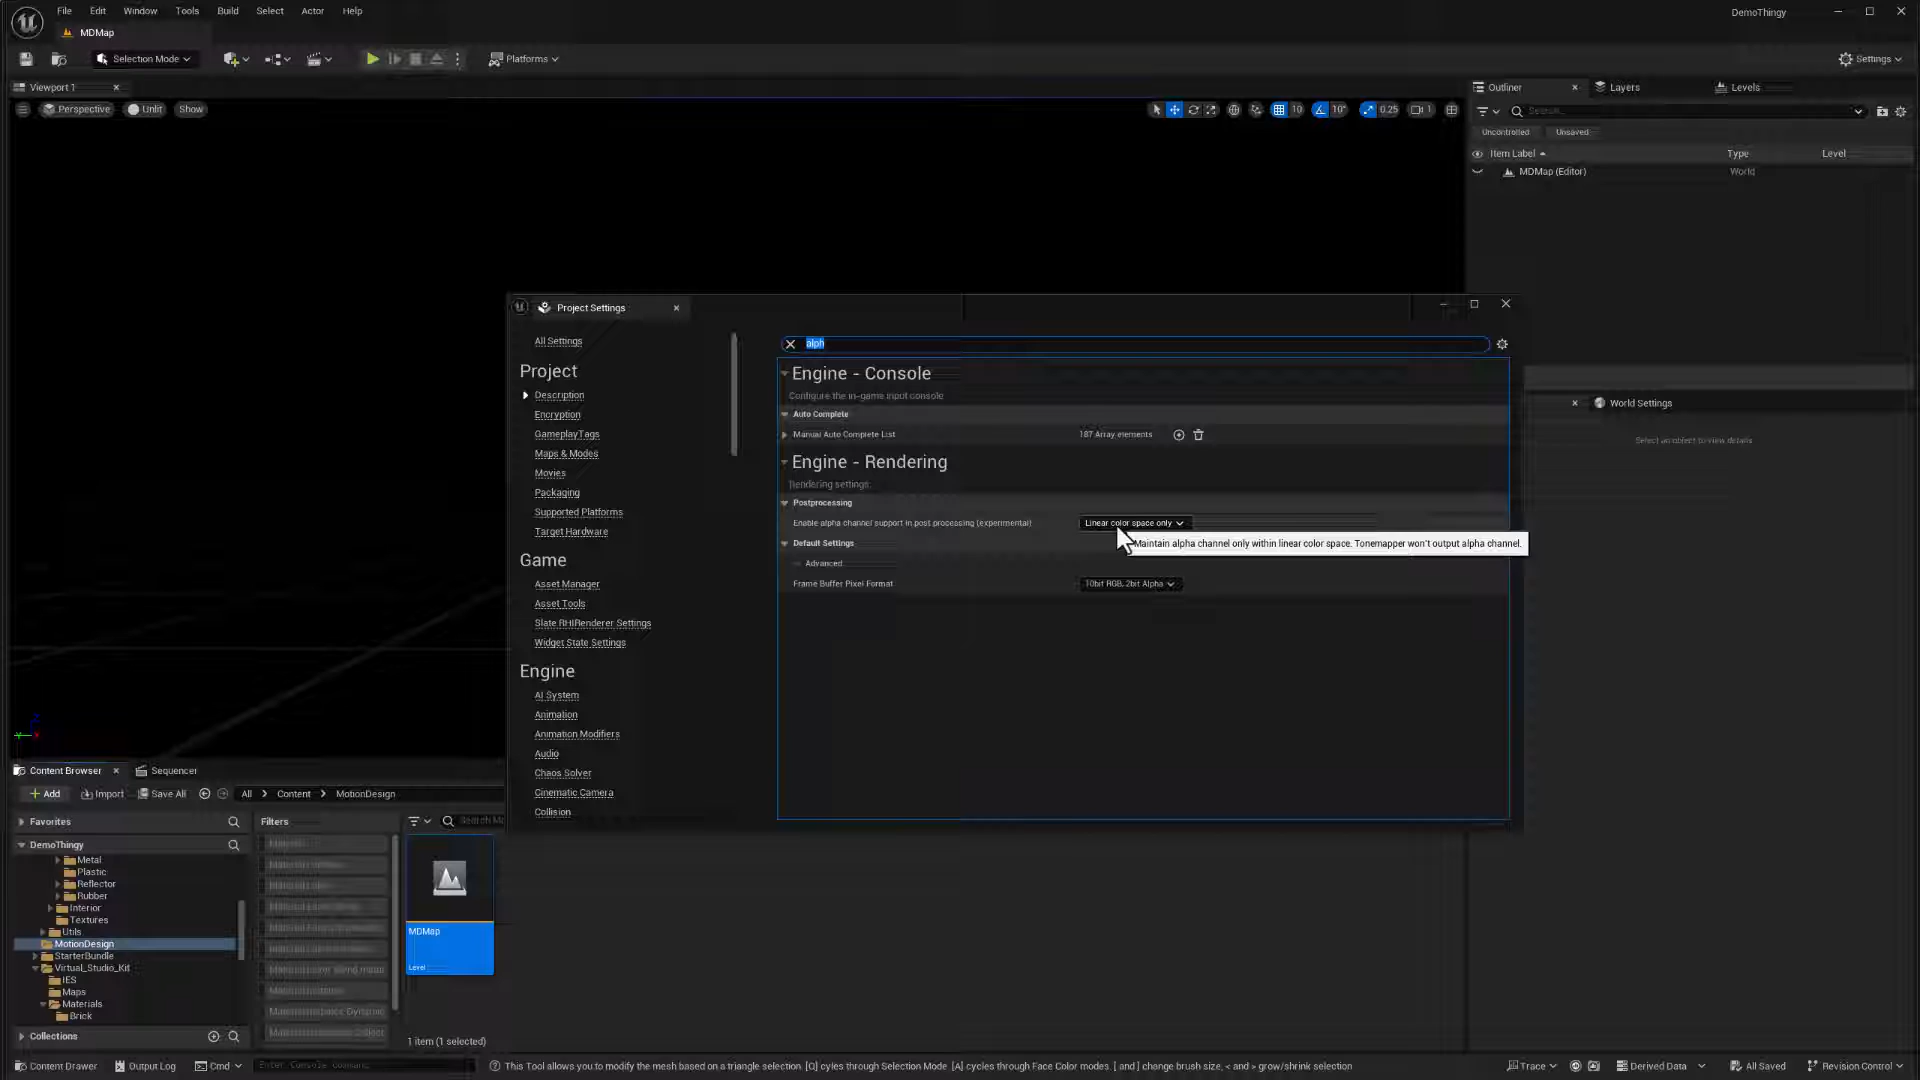 File Edit Window Tools Build Select Actor Help
DemoThingy
MDMap
Selection Mode
Platforms
Settings
Viewport 1
Perspective Unlit Show
10 10° 0.25 1
Outliner Layers Levels
Search...
Uncontrolled Unsaved
Item Label Type Level
MDMap (Editor) World
Project Settings
All Settings
Project
Description
Encryption
GameplayTags
Maps & Modes
Movies
Packaging
Supported Platforms
Target Hardware
Game
Asset Manager
Asset Tools
Slate RHIRenderer Settings
Widget State Settings
Engine
AI System
Animation
Animation Modifiers
Audio
Chaos Solver
Cinematic Camera
Collision
alph
Engine - Console
Configure the in-game input console
Auto Complete
Manual Auto Complete List 187 Array elements
Engine - Rendering
Rendering settings.
Postprocessing
Enable alpha channel support in post processing (experimental) Linear color space only
Maintain alpha channel only within linear color space. Tonemapper won't output alpha channel.
Default Settings
Advanced
Frame Buffer Pixel Format 10bit RGB, 2bit Alpha
World Settings
Select an object to view details
Content Browser Sequencer
Add Import Save All All Content MotionDesign
Favorites
DemoThingy
Metal
Plastic
Reflector
Rubber
Interior
Textures
Utils
MotionDesign
StarterBundle
Virtual_Studio_Kit
IES
Maps
Materials
Brick
Collections
Filters
MDMap
Level
1 item (1 selected)
Content Drawer Output Log Cmd Enter Console Command
This Tool allows you to modify the mesh based on a triangle selection. [Q] cyles through Selection Mode. [A] cycles through Face Color modes. [ and ] change brush size, < and > grow/shrink selection
Trace Derived Data All Saved Revision Control